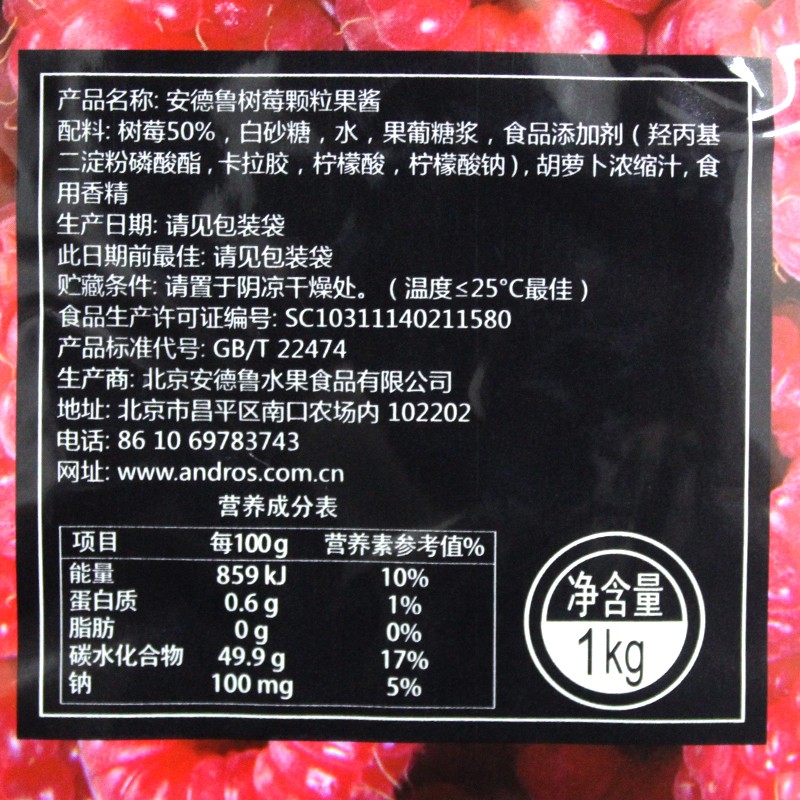 产品名称: 安德鲁树莓颗粒果酱
配料: 树莓50%，白砂糖，水，果葡糖浆，食品添加剂（羟丙基
二淀粉磷酸酯，卡拉胶，柠檬酸，柠檬酸钠), 胡萝卜浓缩汁, 食
用香精
生产日期: 请见包装袋
此日期前最佳: 请见包装袋
贮藏条件: 请置于阴凉干燥处。（温度≤25°C最佳）
食品生产许可证编号: SC10311140211580
产品标准代号: GB/T 22474
生产商: 北京安德鲁水果食品有限公司
地址: 北京市昌平区南口农场内 102202
电话: 86 10 69783743
网址: www.andros.com.cn
营养成分表
项目 每100g 营养素参考值%
能量 859 kJ 10%
蛋白质 0.6 g 1%
脂肪 0 g 0%
碳水化合物 49.9 g 17%
钠 100 mg 5%
净含量
1kg